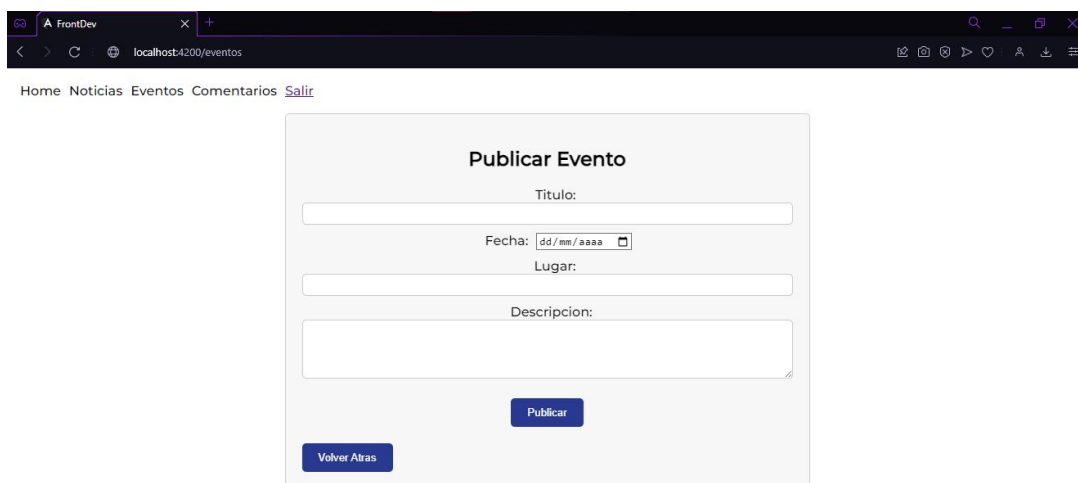 FrontDev
localhost:4200/eventos
Home Noticias Eventos Comentarios Salir
Publicar Evento
Titulo:
Fecha: dd/mm/aaaa
Lugar:
Descripcion:
Publicar
Volver Atras